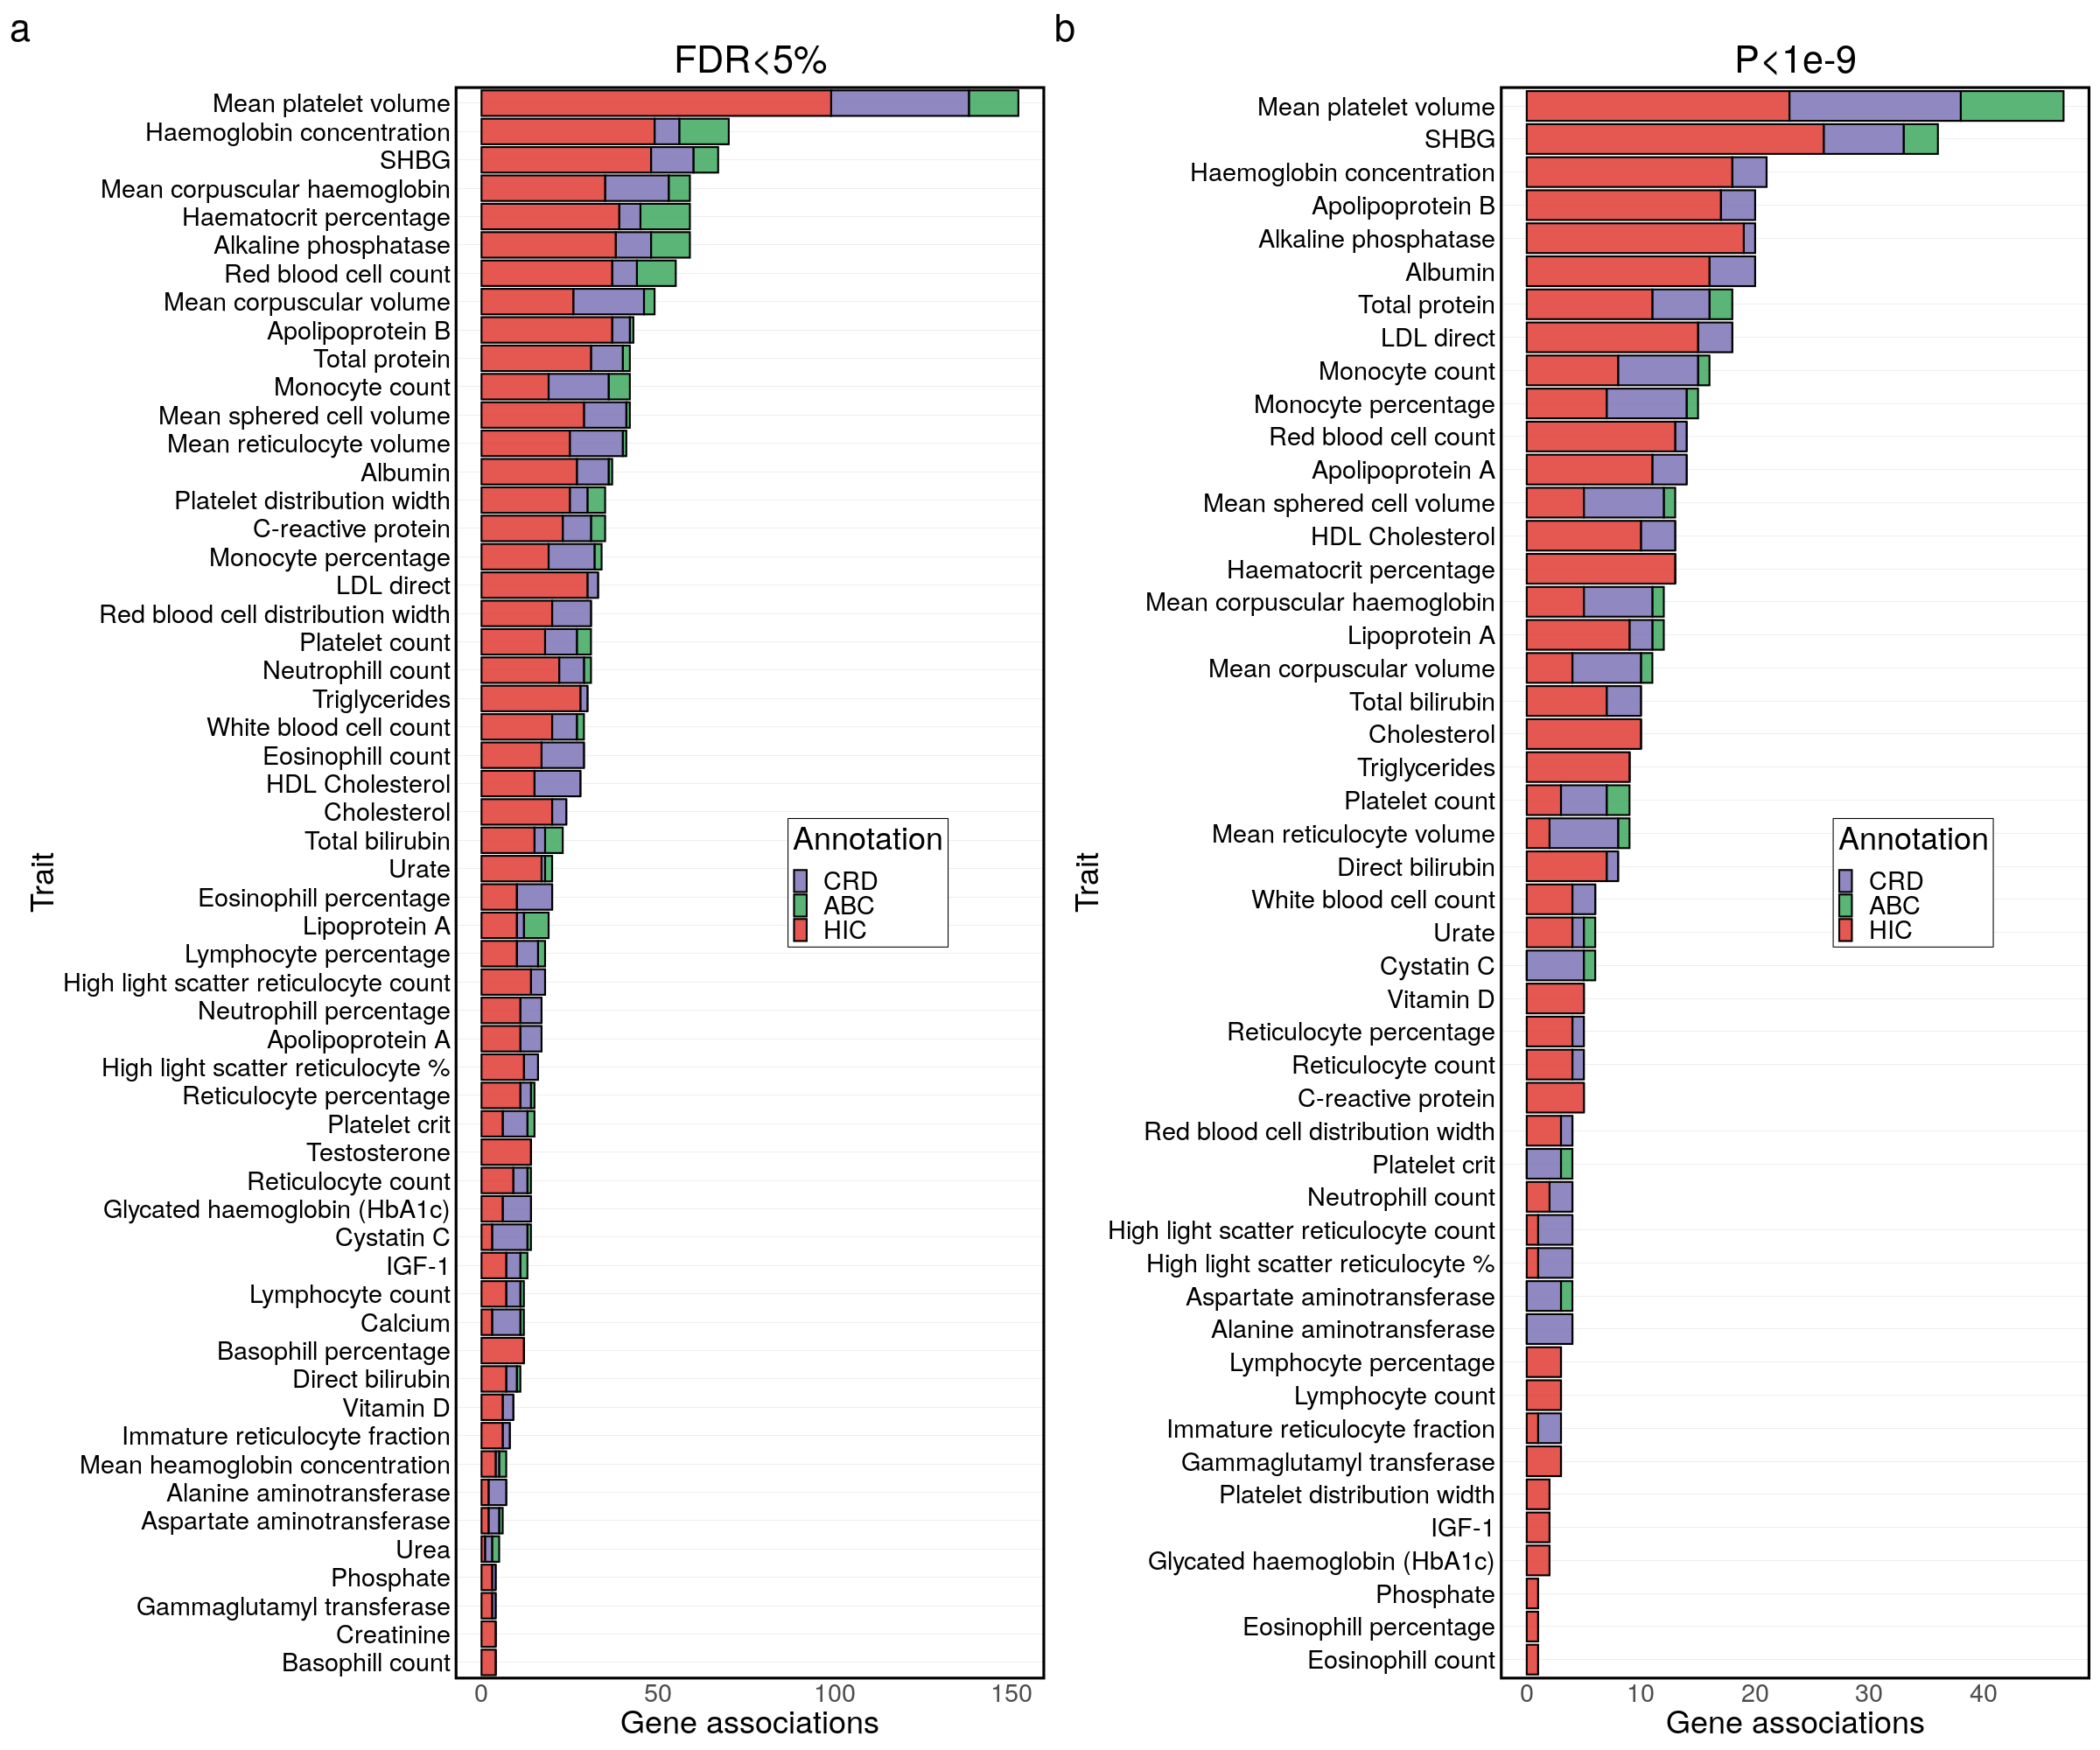 a
FDR<5%
Trait
Mean platelet volume
Haemoglobin concentration
SHBG
Mean corpuscular haemoglobin
Haematocrit percentage
Alkaline phosphatase
Red blood cell count
Mean corpuscular volume
Apolipoprotein B
Total protein
Monocyte count
Mean sphered cell volume
Mean reticulocyte volume
Albumin
Platelet distribution width
C-reactive protein
Monocyte percentage
LDL direct
Red blood cell distribution width
Platelet count
Neutrophill count
Triglycerides
White blood cell count
Eosinophill count
HDL Cholesterol
Cholesterol
Total bilirubin
Urate
Eosinophill percentage
Lipoprotein A
Lymphocyte percentage
High light scatter reticulocyte count
Neutrophill percentage
Apolipoprotein A
High light scatter reticulocyte %
Reticulocyte percentage
Platelet crit
Testosterone
Reticulocyte count
Glycated haemoglobin (HbA1c)
Cystatin C
IGF-1
Lymphocyte count
Calcium
Basophill percentage
Direct bilirubin
Vitamin D
Immature reticulocyte fraction
Mean heamoglobin concentration
Alanine aminotransferase
Aspartate aminotransferase
Urea
Phosphate
Gammaglutamyl transferase
Creatinine
Basophill count
Annotation
CRD
ABC
HIC
0 50 100 150
Gene associations
b
P<1e-9
Trait
Mean platelet volume
SHBG
Haemoglobin concentration
Apolipoprotein B
Alkaline phosphatase
Albumin
Total protein
LDL direct
Monocyte count
Monocyte percentage
Red blood cell count
Apolipoprotein A
Mean sphered cell volume
HDL Cholesterol
Haematocrit percentage
Mean corpuscular haemoglobin
Lipoprotein A
Mean corpuscular volume
Total bilirubin
Cholesterol
Triglycerides
Platelet count
Mean reticulocyte volume
Direct bilirubin
White blood cell count
Urate
Cystatin C
Vitamin D
Reticulocyte percentage
Reticulocyte count
C-reactive protein
Red blood cell distribution width
Platelet crit
Neutrophill count
High light scatter reticulocyte count
High light scatter reticulocyte %
Aspartate aminotransferase
Alanine aminotransferase
Lymphocyte percentage
Lymphocyte count
Immature reticulocyte fraction
Gammaglutamyl transferase
Platelet distribution width
IGF-1
Glycated haemoglobin (HbA1c)
Phosphate
Eosinophill percentage
Eosinophill count
Annotation
CRD
ABC
HIC
0 10 20 30 40
Gene associations